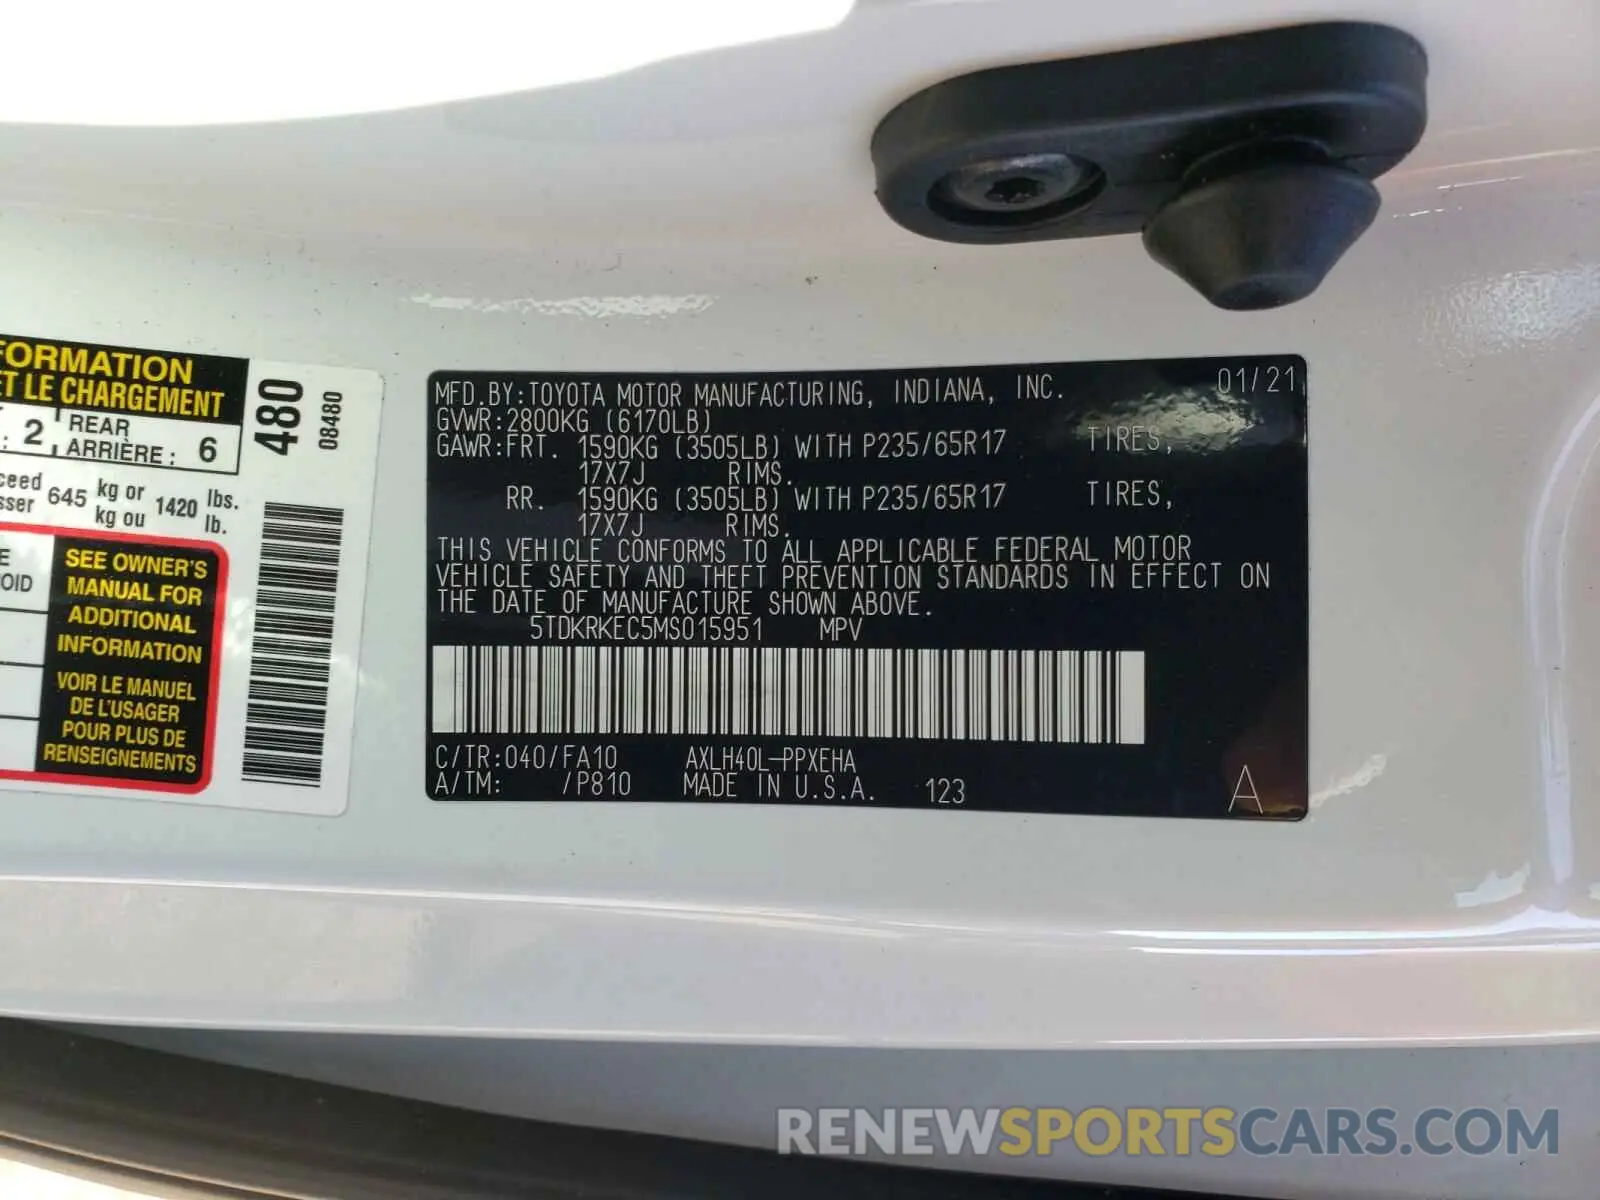 FORMATION
ET LE CHARGEMENT
: 2
REAR
ARRIÈRE : 6
480
08480
ceed
sser 645 kg or 1420 lbs.
kg ou lb.
E
OID
SEE OWNER'S
MANUAL FOR
ADDITIONAL
INFORMATION
VOIR LE MANUEL
DE L'USAGER
POUR PLUS DE
RENSEIGNEMENTS
MFD.BY:TOYOTA MOTOR MANUFACTURING, INDIANA, INC. 01/21
GVWR:2800KG (6170LB)
GAWR:FRT. 1590KG (3505LB) WITH P235/65R17 TIRES,
17X7J RIMS.
RR. 1590KG (3505LB) WITH P235/65R17 TIRES,
17X7J RIMS.
THIS VEHICLE CONFORMS TO ALL APPLICABLE FEDERAL MOTOR
VEHICLE SAFETY AND THEFT PREVENTION STANDARDS IN EFFECT ON
THE DATE OF MANUFACTURE SHOWN ABOVE.
5TDKRKEC5MS015951 MPV
C/TR:040/FA10 AXLH40L-PPXEHA
A/TM: /P810 MADE IN U.S.A. 123 A
RENEWSPORTSCARS.COM